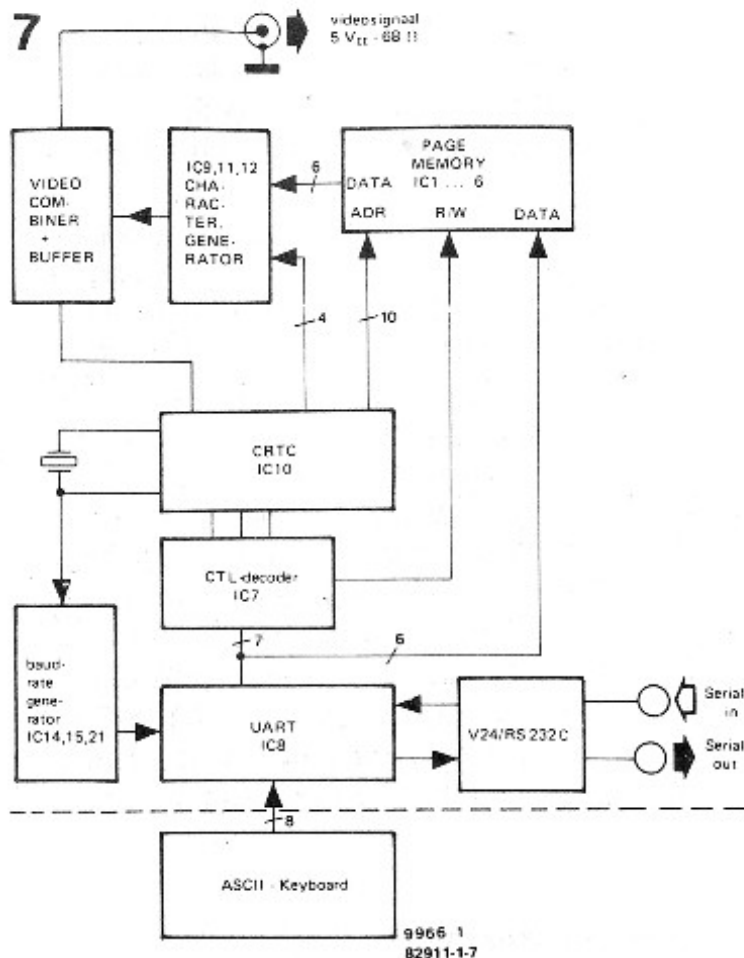 7
videosignaal
5 Vtt - 68 Ω
VIDEO
COM-
BINER
+
BUFFER
IC9,11,12
CHA-
RAC-
TER.
GENE-
RATOR
6
PAGE
MEMORY
IC1 ... 6
DATA
ADR
R/W
DATA
4
10
CRTC
IC10
CTL-decoder
IC7
7
6
baud-
rate
gene-
rator
IC14,15,21
UART
IC8
V24/RS232C
Serial
in
Serial
out
8
ASCII - Keyboard
9966 1
82911-1-7